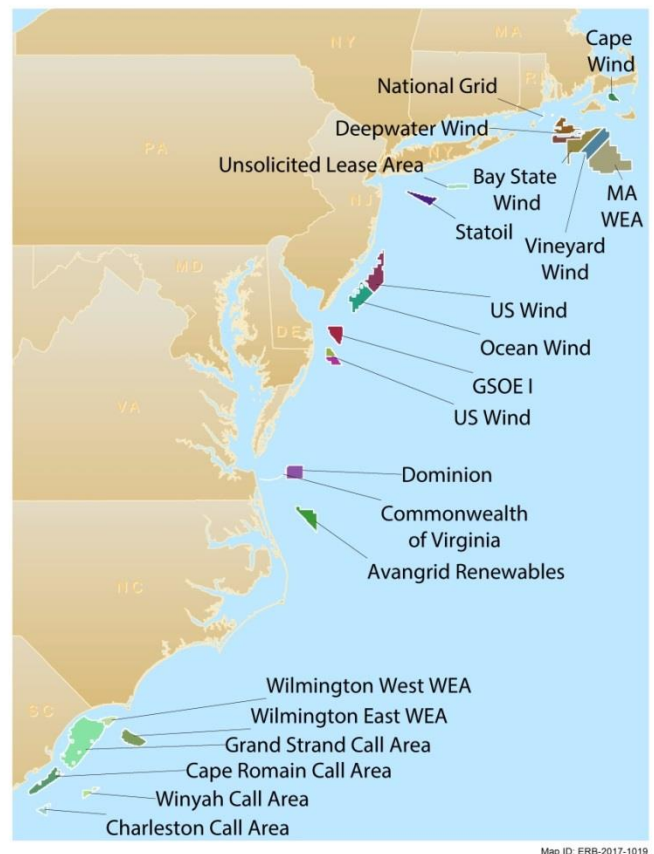 NY
MA
Cape
Wind
National Grid
RI
Deepwater Wind
PA
Unsolicited Lease Area
NY
Bay State
Wind
MA
WEA
NJ
Statoil
Vineyard
Wind
MD
US Wind
DE
Ocean Wind
GSOE I
US Wind
VA
Dominion
Commonwealth
of Virginia
Avangrid Renewables
NC
Wilmington West WEA
SC
Wilmington East WEA
Grand Strand Call Area
Cape Romain Call Area
Winyah Call Area
Charleston Call Area
Map ID: ERB-2017-1019